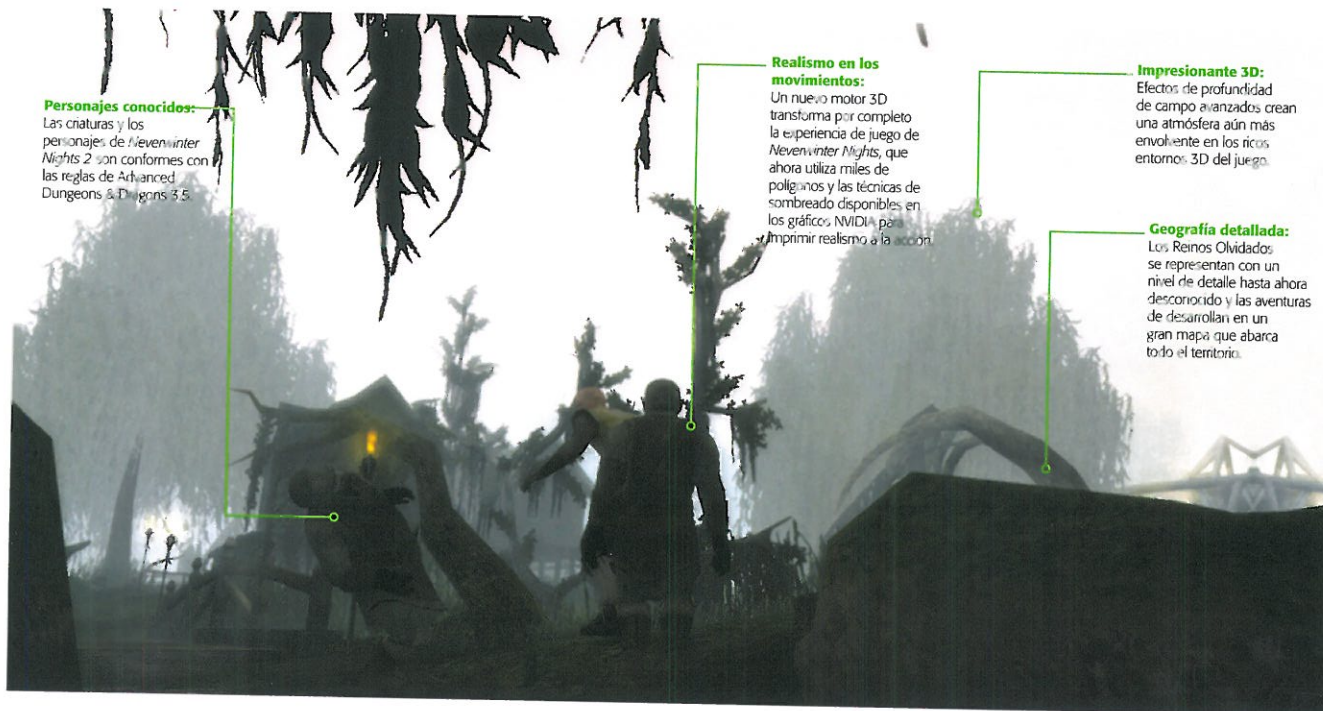 Personajes conocidos:
Las criaturas y los
personajes de Neverwinter
Nights 2 son conformes con
las reglas de Advanced
Dungeons & Dragons 3.5.
Realismo en los
movimientos:
Un nuevo motor 3D
transforma por completo
la experiencia de juego de
Neverwinter Nights, que
ahora utiliza miles de
polígonos y las técnicas de
sombreado disponibles en
los gráficos NVIDIA para
imprimir realismo a la acción.
Impresionante 3D:
Efectos de profundidad
de campo avanzados crean
una atmósfera aún más
envolvente en los ricos
entornos 3D del juego.
Geografía detallada:
Los Reinos Olvidados
se representan con un
nivel de detalle hasta ahora
desconocido y las aventuras
de desarrollan en un
gran mapa que abarca
todo el territorio.